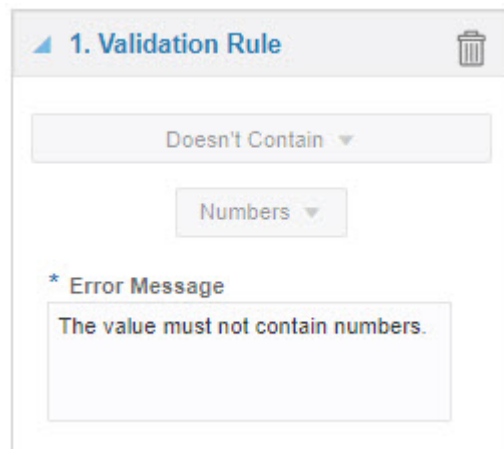 1. Validation Rule
Doesn't Contain
Numbers
* Error Message
The value must not contain numbers.